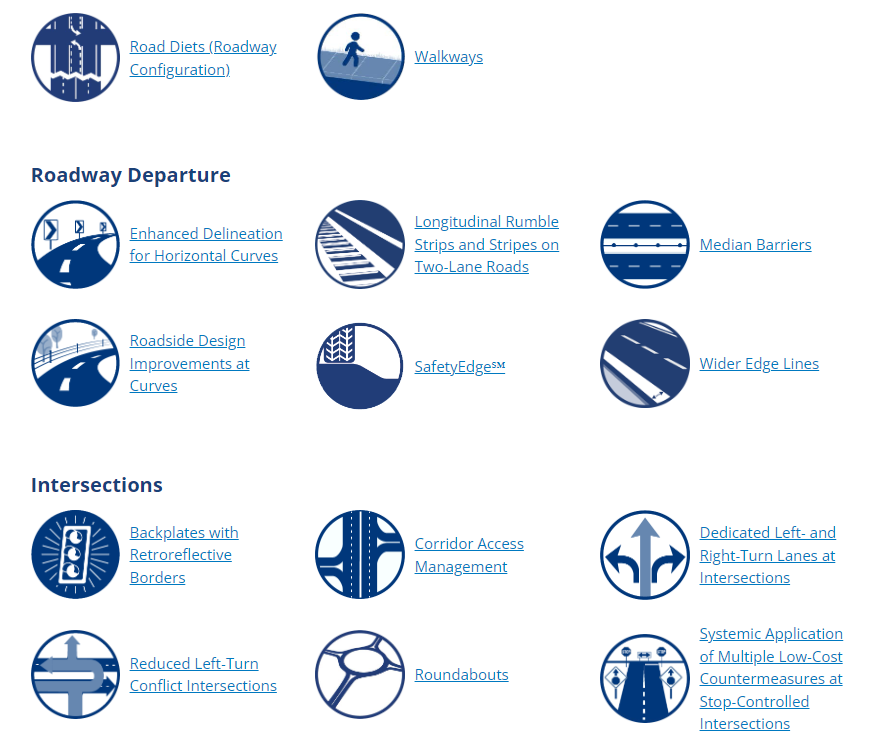 Road Diets (Roadway
Configuration)
Walkways
Roadway Departure
Enhanced Delineation
for Horizontal Curves
Longitudinal Rumble
Strips and Stripes on
Two-Lane Roads
Median Barriers
Roadside Design
Improvements at
Curves
SafetyEdge℠
Wider Edge Lines
Intersections
Backplates with
Retroreflective
Borders
Corridor Access
Management
Dedicated Left- and
Right-Turn Lanes at
Intersections
Reduced Left-Turn
Conflict Intersections
Roundabouts
Systemic Application
of Multiple Low-Cost
Countermeasures at
Stop-Controlled
Intersections